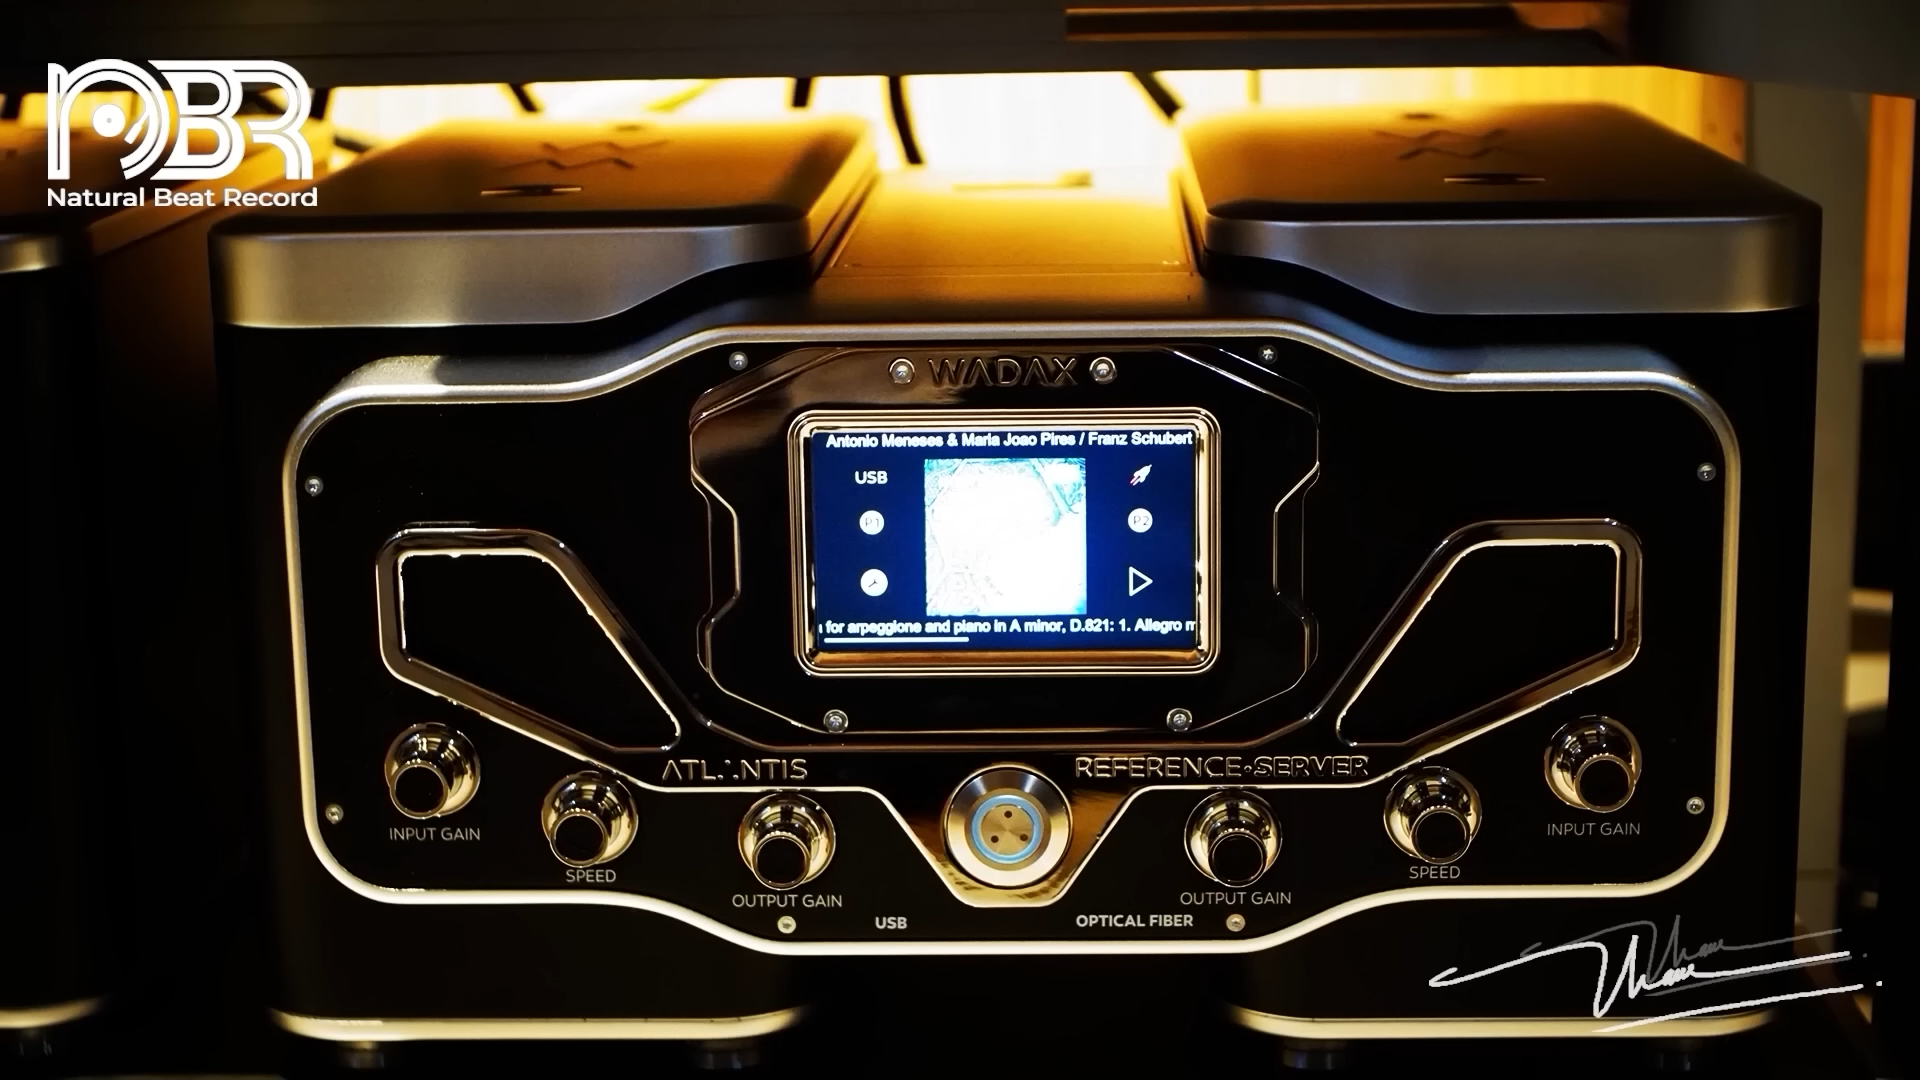 NBR
Natural Beat Record
WADAX
Antonio Meneses & Maria Joao Pires / Franz Schubert
USB
P1
P2
for arpeggione and piano in A minor, D.821: 1. Allegro m
ATLANTIS
REFERENCE·SERVER
INPUT GAIN
SPEED
OUTPUT GAIN
OUTPUT GAIN
SPEED
INPUT GAIN
USB
OPTICAL FIBER